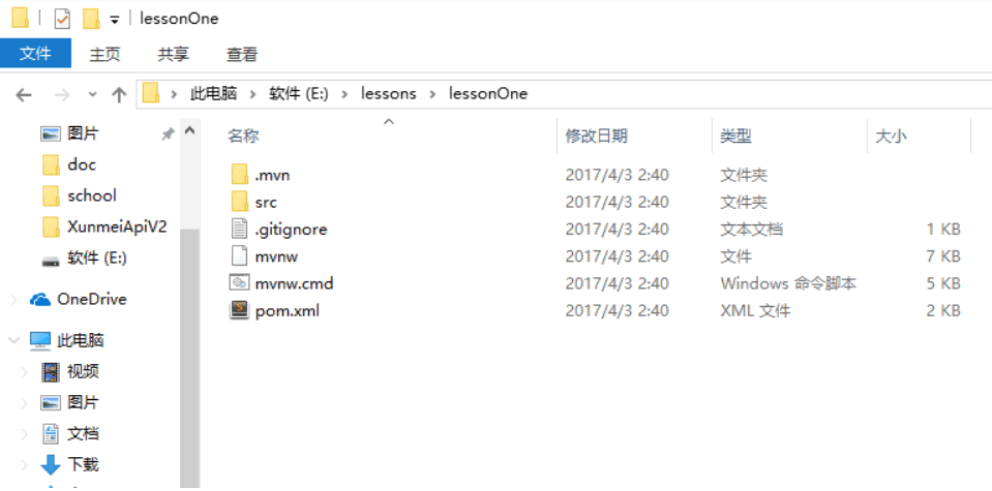 lessonOne
文件 主页 共享 查看
此电脑 软件 (E:) lessons lessonOne
图片
doc
school
XunmeiApiV2
软件 (E:)
OneDrive
此电脑
视频
图片
文档
下载
名称 修改日期 类型 大小
.mvn 2017/4/3 2:40 文件夹
src 2017/4/3 2:40 文件夹
.gitignore 2017/4/3 2:40 文本文档 1 KB
mvnw 2017/4/3 2:40 文件 7 KB
mvnw.cmd 2017/4/3 2:40 Windows 命令脚本 5 KB
pom.xml 2017/4/3 2:40 XML 文件 2 KB